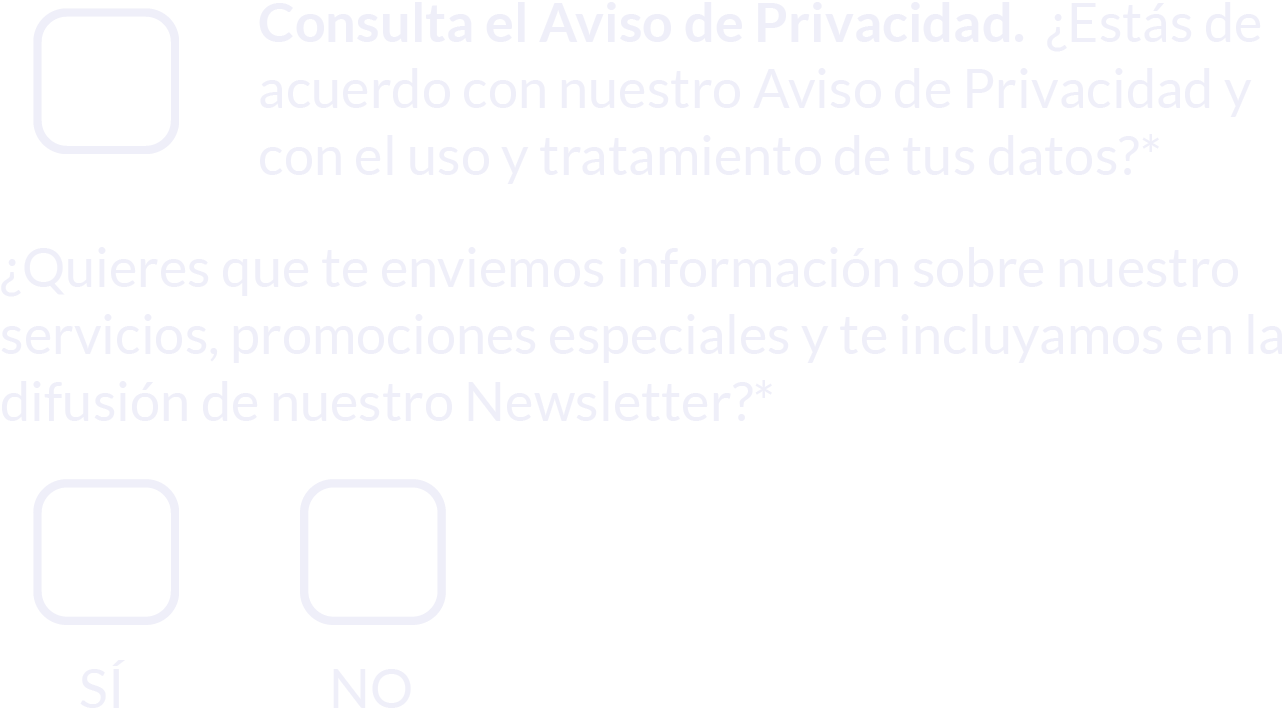 Consulta el Aviso de Privacidad. ¿Estás de
acuerdo con nuestro Aviso de Privacidad y
con el uso y tratamiento de tus datos?*
¿Quieres que te enviemos información sobre nuestro
servicios, promociones especiales y te incluyamos en la
difusión de nuestro Newsletter?*
SÍ NO